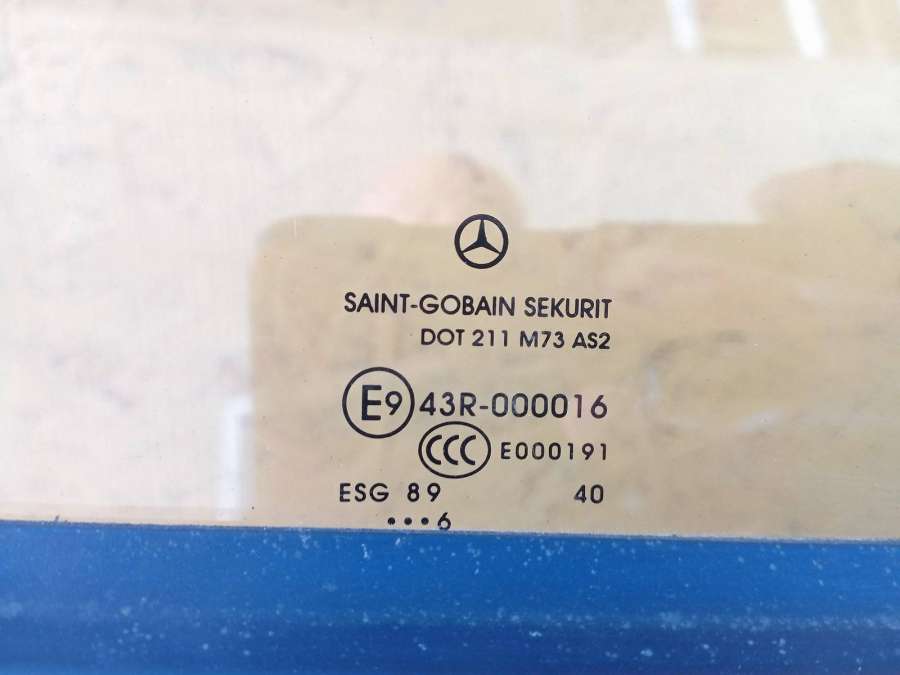 SAINT-GOBAIN SEKURIT
DOT 211 M73 AS2
E9 43R-000016
CCC E000191
ESG 89 40
•••6